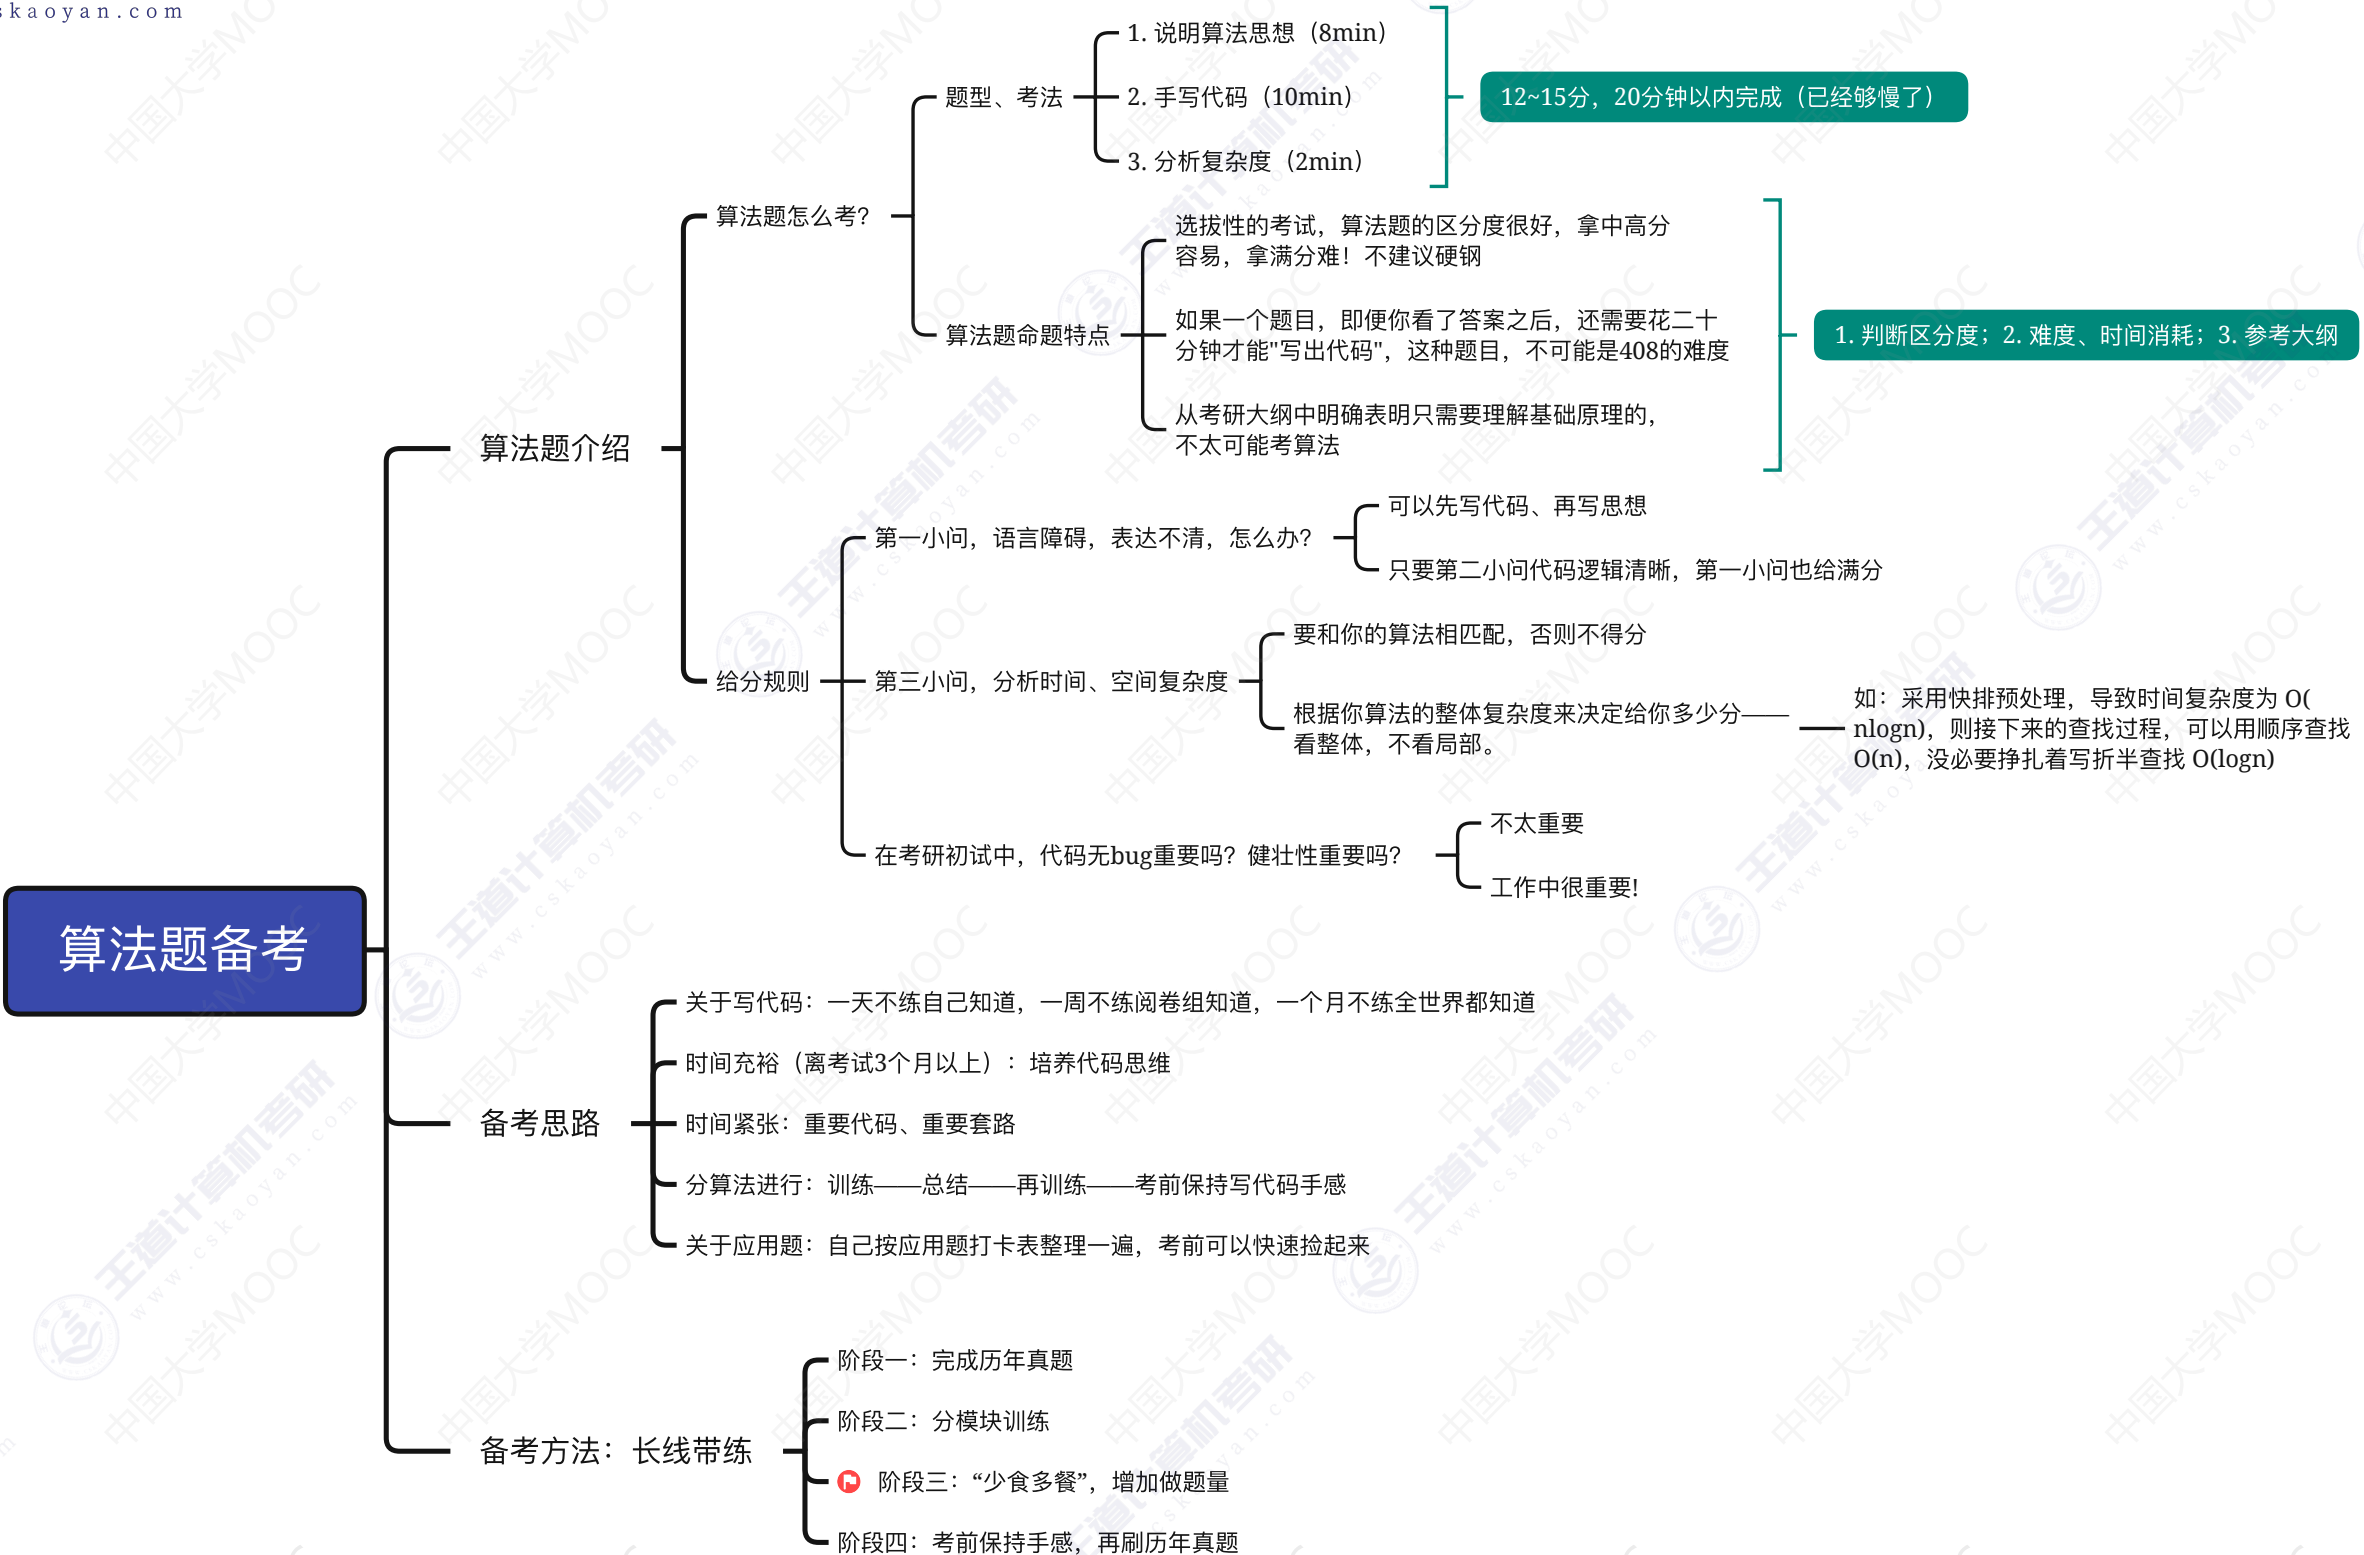 skaoyan.com
1. 说明算法思想（8min）
2. 手写代码（10min）
3. 分析复杂度（2min）
题型、考法
12~15分，20分钟以内完成（已经够慢了）
算法题怎么考？
选拔性的考试，算法题的区分度很好，拿中高分
容易，拿满分难！不建议硬钢
如果一个题目，即便你看了答案之后，还需要花二十
分钟才能"写出代码"，这种题目，不可能是408的难度
从考研大纲中明确表明只需要理解基础原理的，
不太可能考算法
算法题命题特点
1. 判断区分度；2. 难度、时间消耗；3. 参考大纲
算法题介绍
第一小问，语言障碍，表达不清，怎么办？
可以先写代码、再写思想
只要第二小问代码逻辑清晰，第一小问也给满分
给分规则
第三小问，分析时间、空间复杂度
要和你的算法相匹配，否则不得分
根据你算法的整体复杂度来决定给你多少分——
看整体，不看局部。
如：采用快排预处理，导致时间复杂度为 O(
nlogn)，则接下来的查找过程，可以用顺序查找
O(n)，没必要挣扎着写折半查找 O(logn)
在考研初试中，代码无bug重要吗？健壮性重要吗？
不太重要
工作中很重要!
算法题备考
备考思路
关于写代码：一天不练自己知道，一周不练阅卷组知道，一个月不练全世界都知道
时间充裕（离考试3个月以上）：培养代码思维
时间紧张：重要代码、重要套路
分算法进行：训练——总结——再训练——考前保持写代码手感
关于应用题：自己按应用题打卡表整理一遍，考前可以快速捡起来
备考方法：长线带练
阶段一：完成历年真题
阶段二：分模块训练
阶段三：“少食多餐”，增加做题量
阶段四：考前保持手感，再刷历年真题
中国大学MOOC
王道计算机考研
www.cskaoyan.com